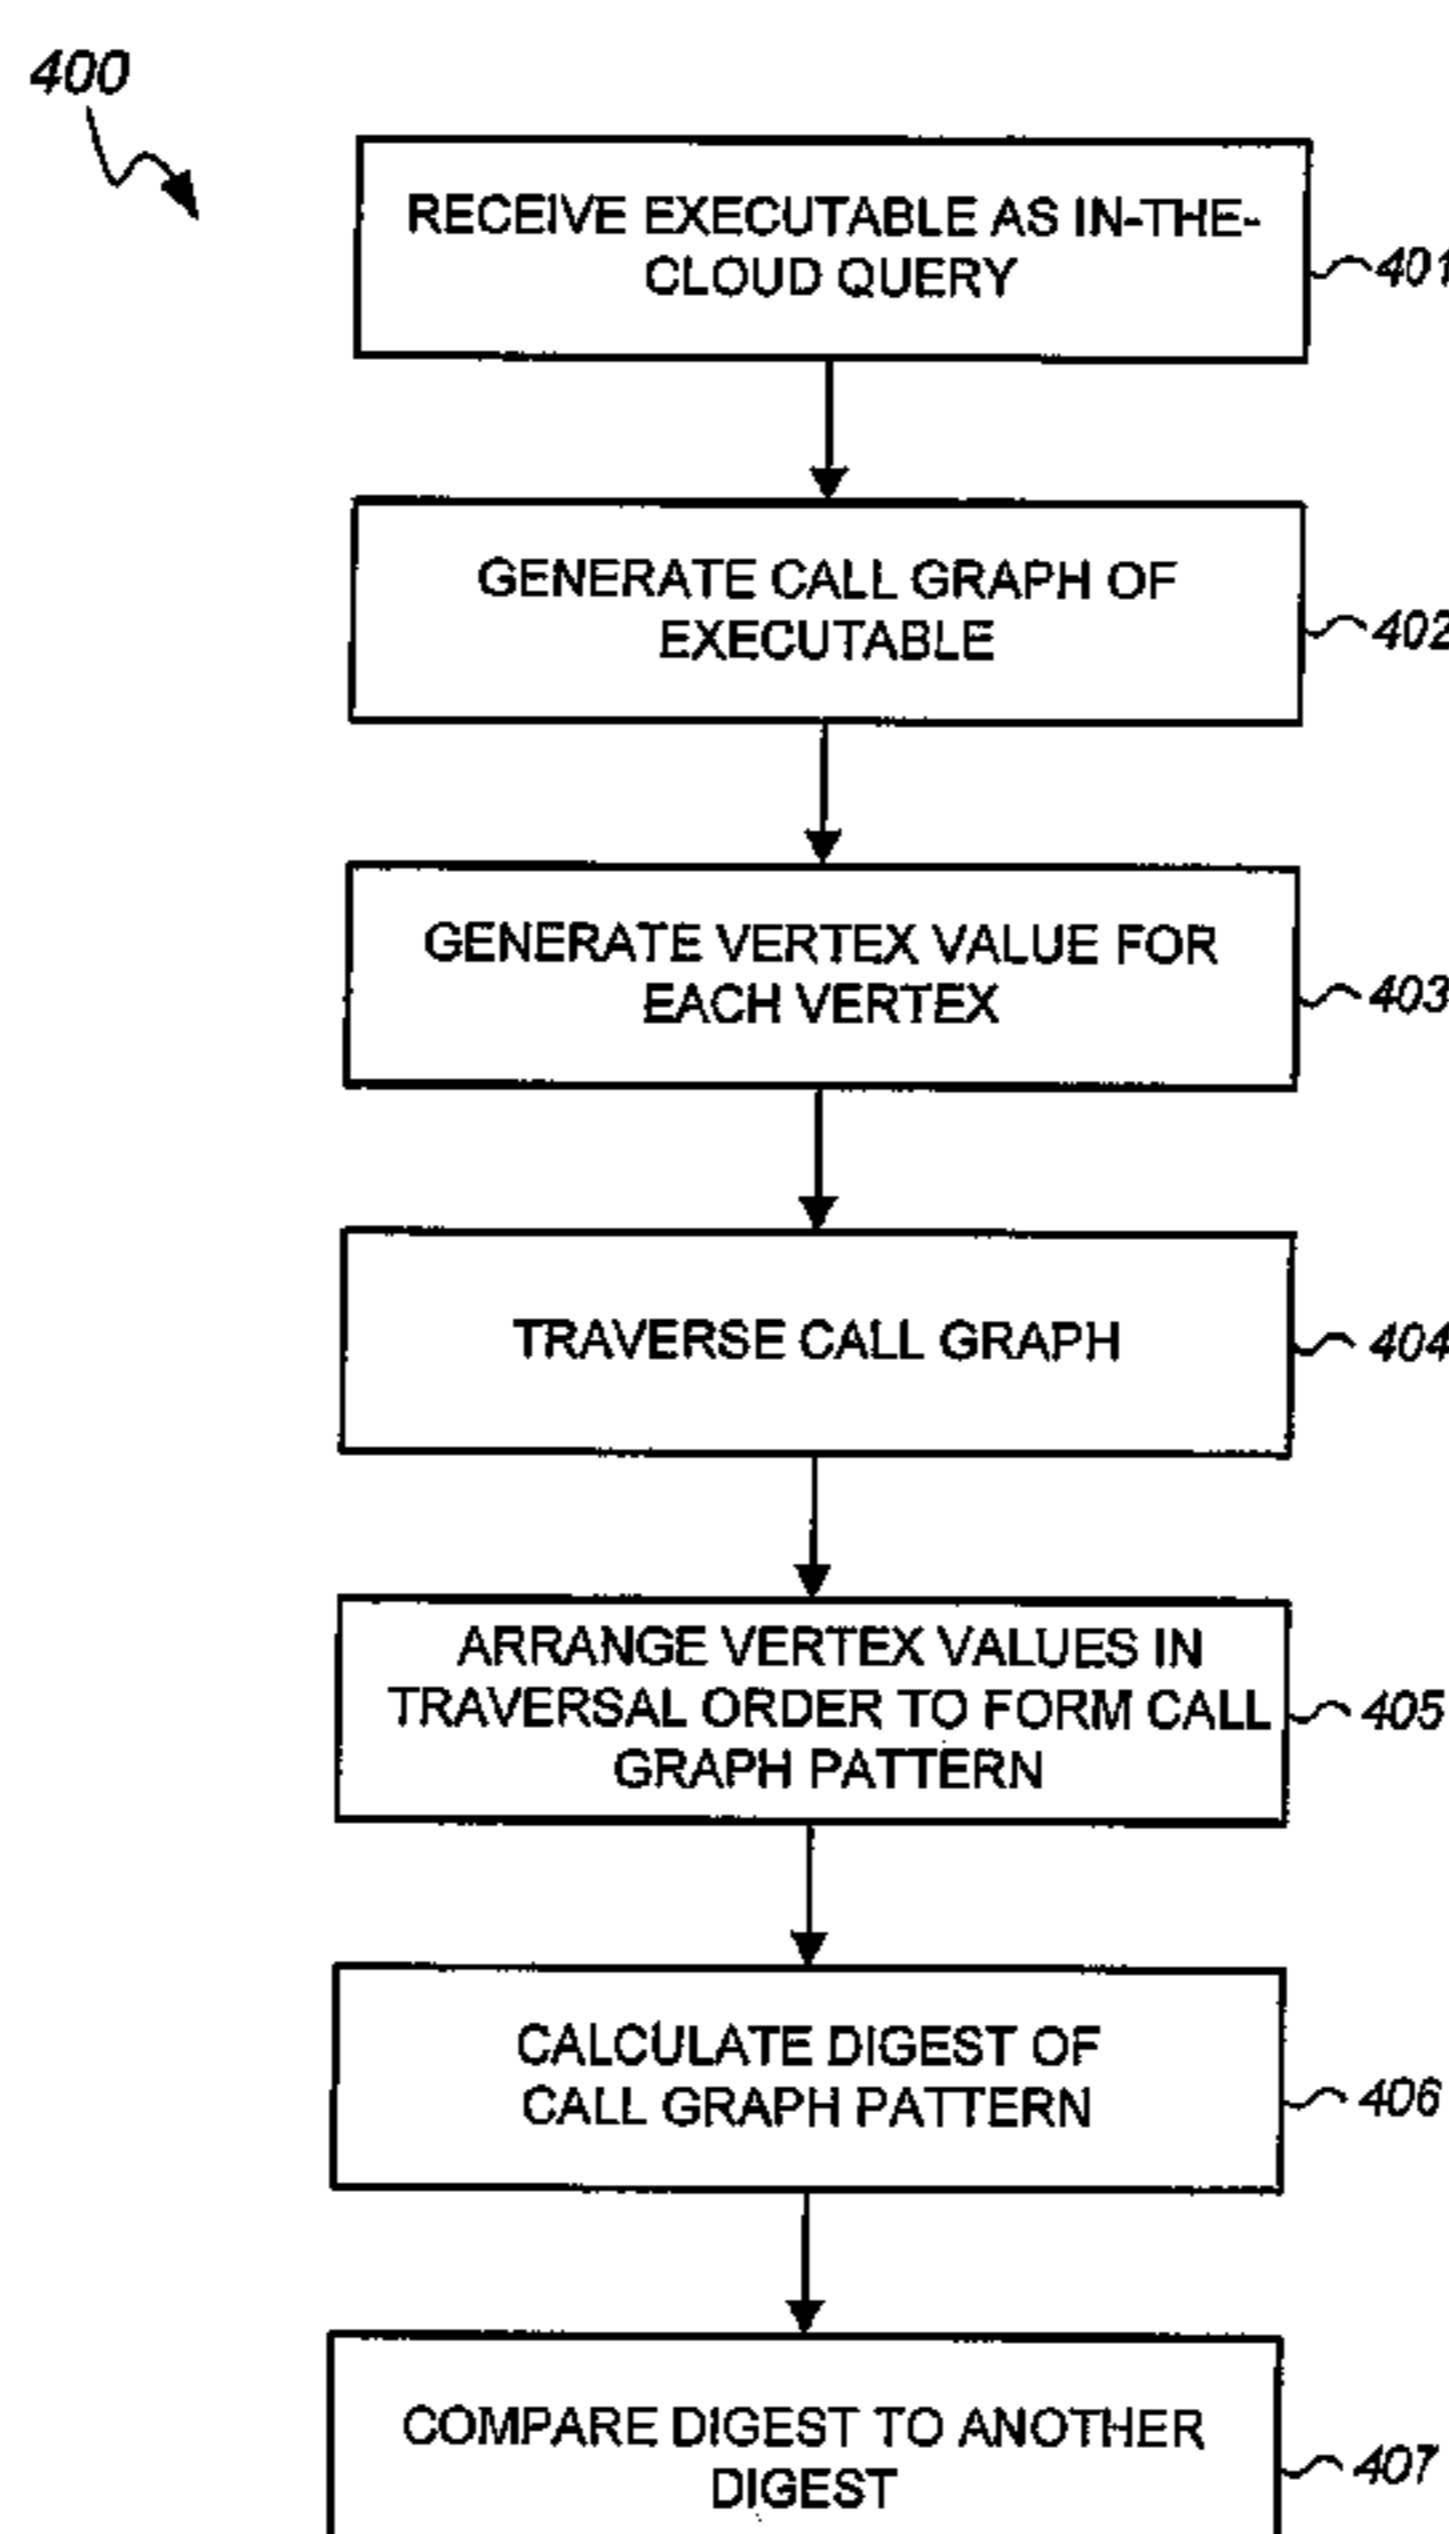 400
RECEIVE EXECUTABLE AS IN-THE-
CLOUD QUERY
401
GENERATE CALL GRAPH OF
EXECUTABLE
402
GENERATE VERTEX VALUE FOR
EACH VERTEX
403
TRAVERSE CALL GRAPH
404
ARRANGE VERTEX VALUES IN
TRAVERSAL ORDER TO FORM CALL
GRAPH PATTERN
405
CALCULATE DIGEST OF
CALL GRAPH PATTERN
406
COMPARE DIGEST TO ANOTHER
DIGEST
407